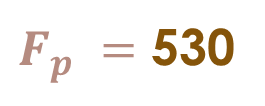 Fₚ = 530